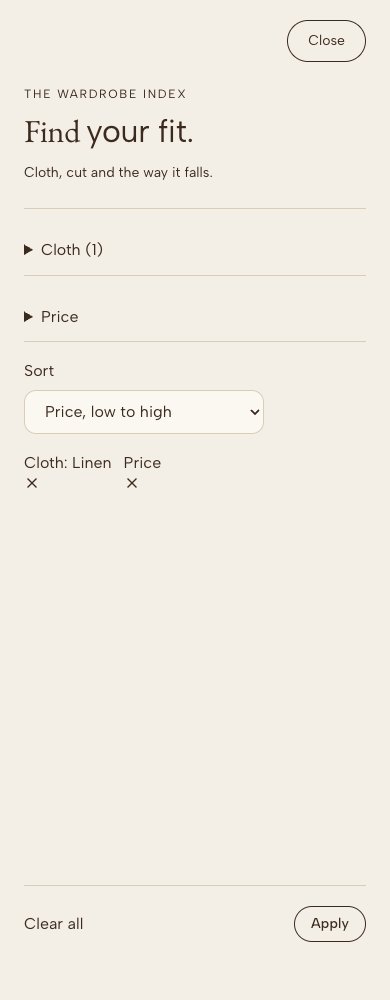 Close
THE WARDROBE INDEX
Find your fit.
Cloth, cut and the way it falls.
Cloth (1)
Price
Sort
Price, low to high
Cloth: Linen
Price
Clear all
Apply